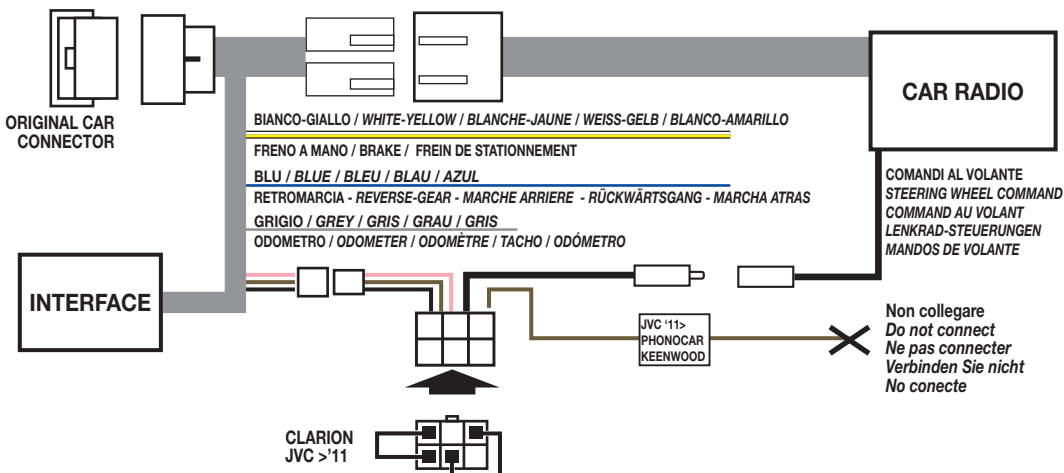 ORIGINAL CAR
CONNECTOR
CAR RADIO
BIANCO-GIALLO / WHITE-YELLOW / BLANCHE-JAUNE / WEISS-GELB / BLANCO-AMARILLO
FRENO A MANO / BRAKE / FREIN DE STATIONNEMENT
BLU / BLUE / BLEU / BLAU / AZUL
RETROMARCIA - REVERSE-GEAR - MARCHE ARRIERE - RÜCKWÄRTSGANG - MARCHA ATRAS
GRIGIO / GREY / GRIS / GRAU / GRIS
ODOMETRO / ODOMETER / ODOMÈTRE / TACHO / ODÓMETRO
COMANDI AL VOLANTE
STEERING WHEEL COMMAND
COMMAND AU VOLANT
LENKRAD-STEUERUNGEN
MANDOS DE VOLANTE
INTERFACE
JVC '11>
PHONOCAR
KEENWOOD
Non collegare
Do not connect
Ne pas connecter
Verbinden Sie nicht
No conecte
CLARION
JVC >'11